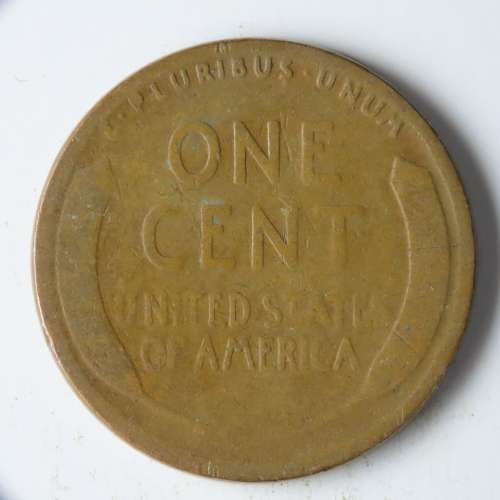 E · PLURIBUS · UNUM
ONE
CENT
UNITED STATES
OF AMERICA